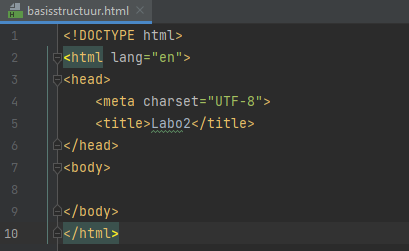 basisstructuur.html
1 <!DOCTYPE html>
2 <html lang="en">
3 <head>
4     <meta charset="UTF-8">
5     <title>Labo2</title>
6 </head>
7 <body>
8
9 </body>
10 </html>